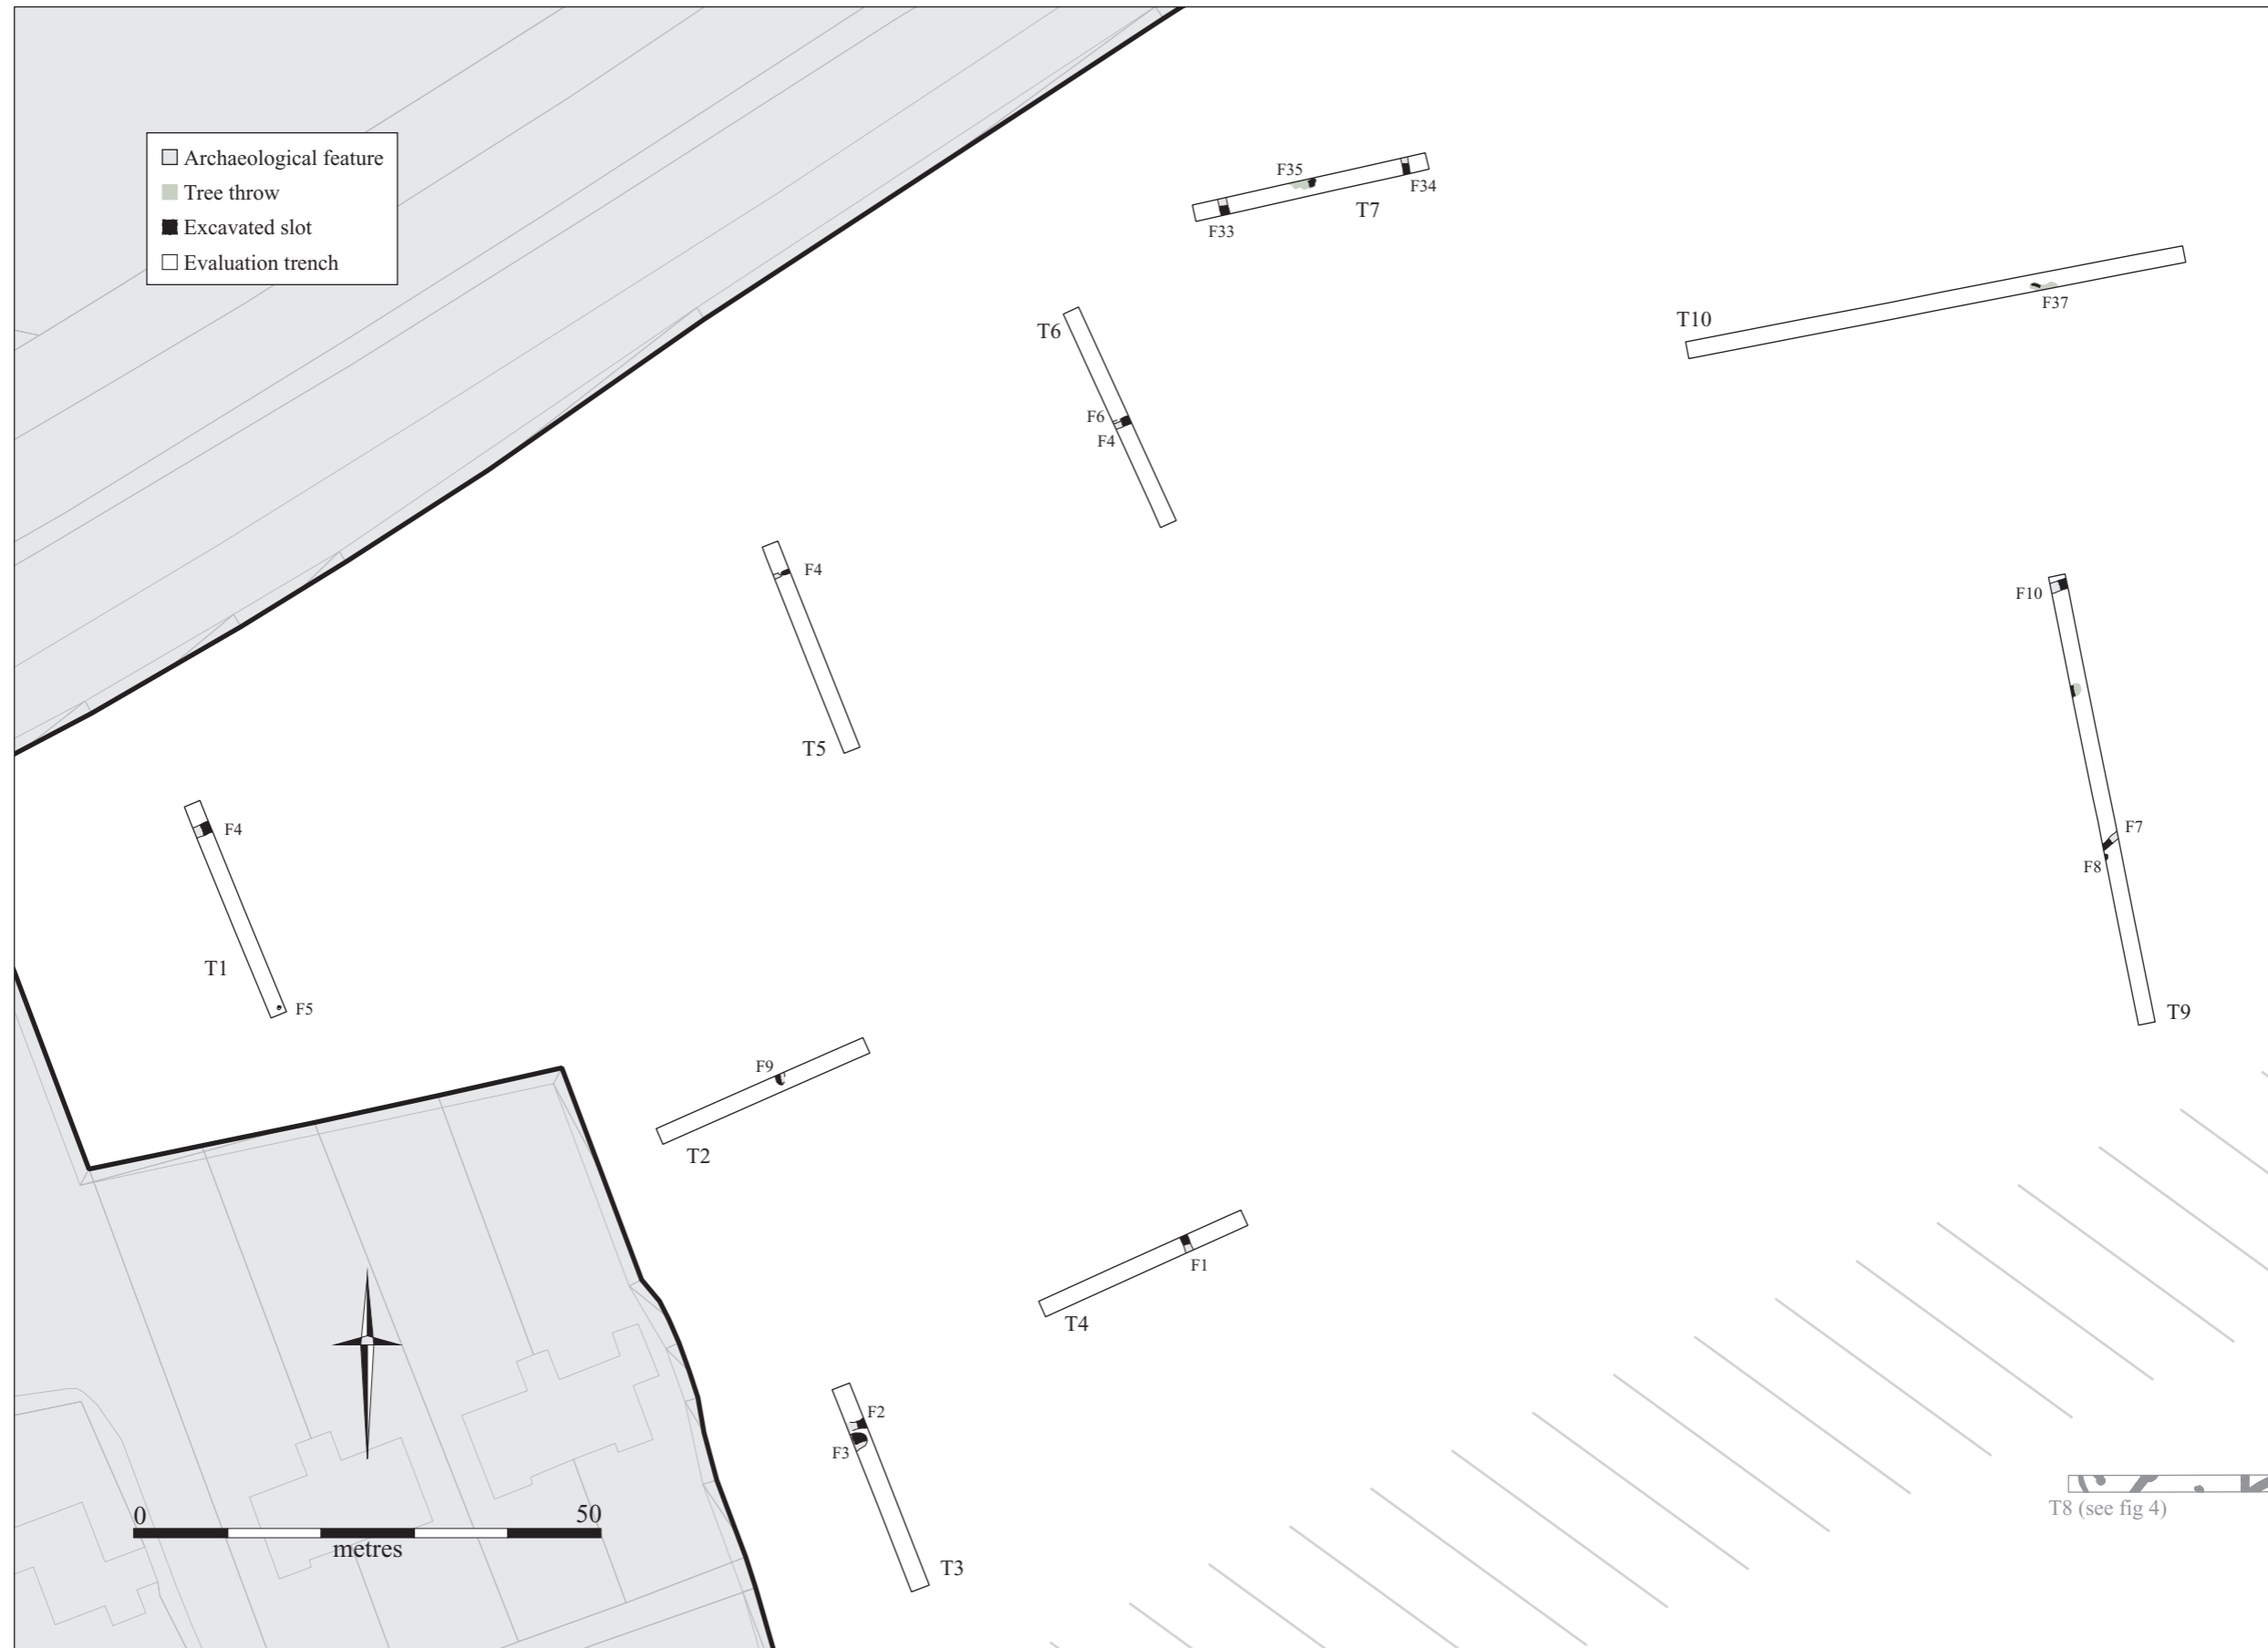 Archaeological feature
Tree throw
Excavated slot
Evaluation trench
F35
F34
T7
F33
T10
F37
T6
F6
F4
F4
T5
F10
F4
T1
F5
F7
F8
T9
F9
T2
F1
T4
F2
F3
T3
0 50
metres
T8 (see fig 4)